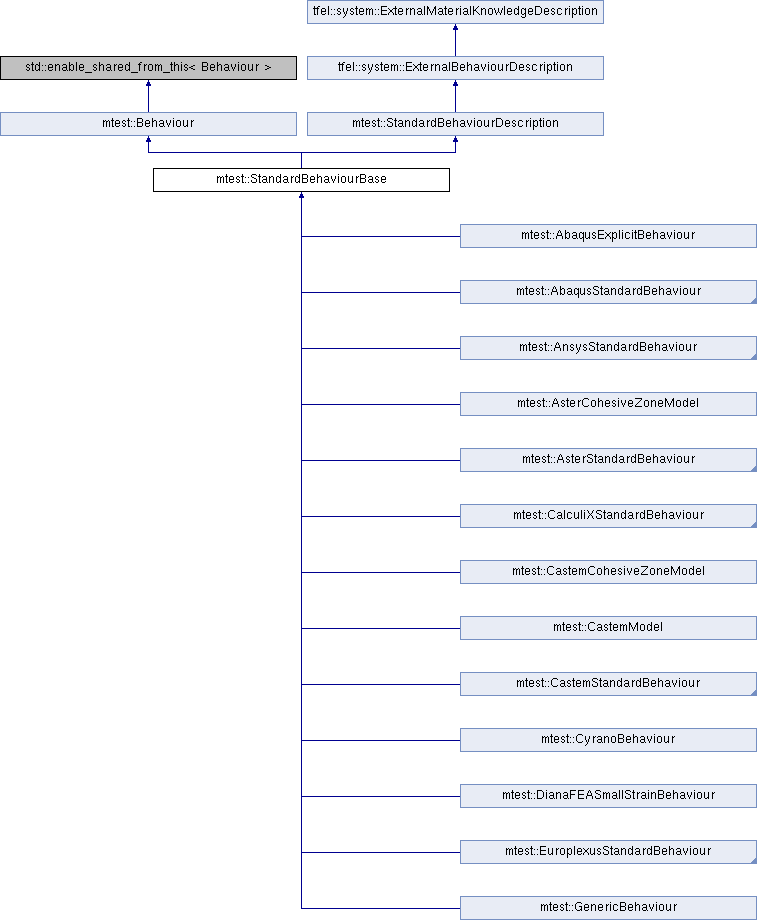 tfel::system::ExternalMaterialKnowledgeDescription
std::enable_shared_from_this< Behaviour >
tfel::system::ExternalBehaviourDescription
mtest::Behaviour
mtest::StandardBehaviourDescription
mtest::StandardBehaviourBase
mtest::AbaqusExplicitBehaviour
mtest::AbaqusStandardBehaviour
mtest::AnsysStandardBehaviour
mtest::AsterCohesiveZoneModel
mtest::AsterStandardBehaviour
mtest::CalculiXStandardBehaviour
mtest::CastemCohesiveZoneModel
mtest::CastemModel
mtest::CastemStandardBehaviour
mtest::CyranoBehaviour
mtest::DianaFEASmallStrainBehaviour
mtest::EuroplexusStandardBehaviour
mtest::GenericBehaviour